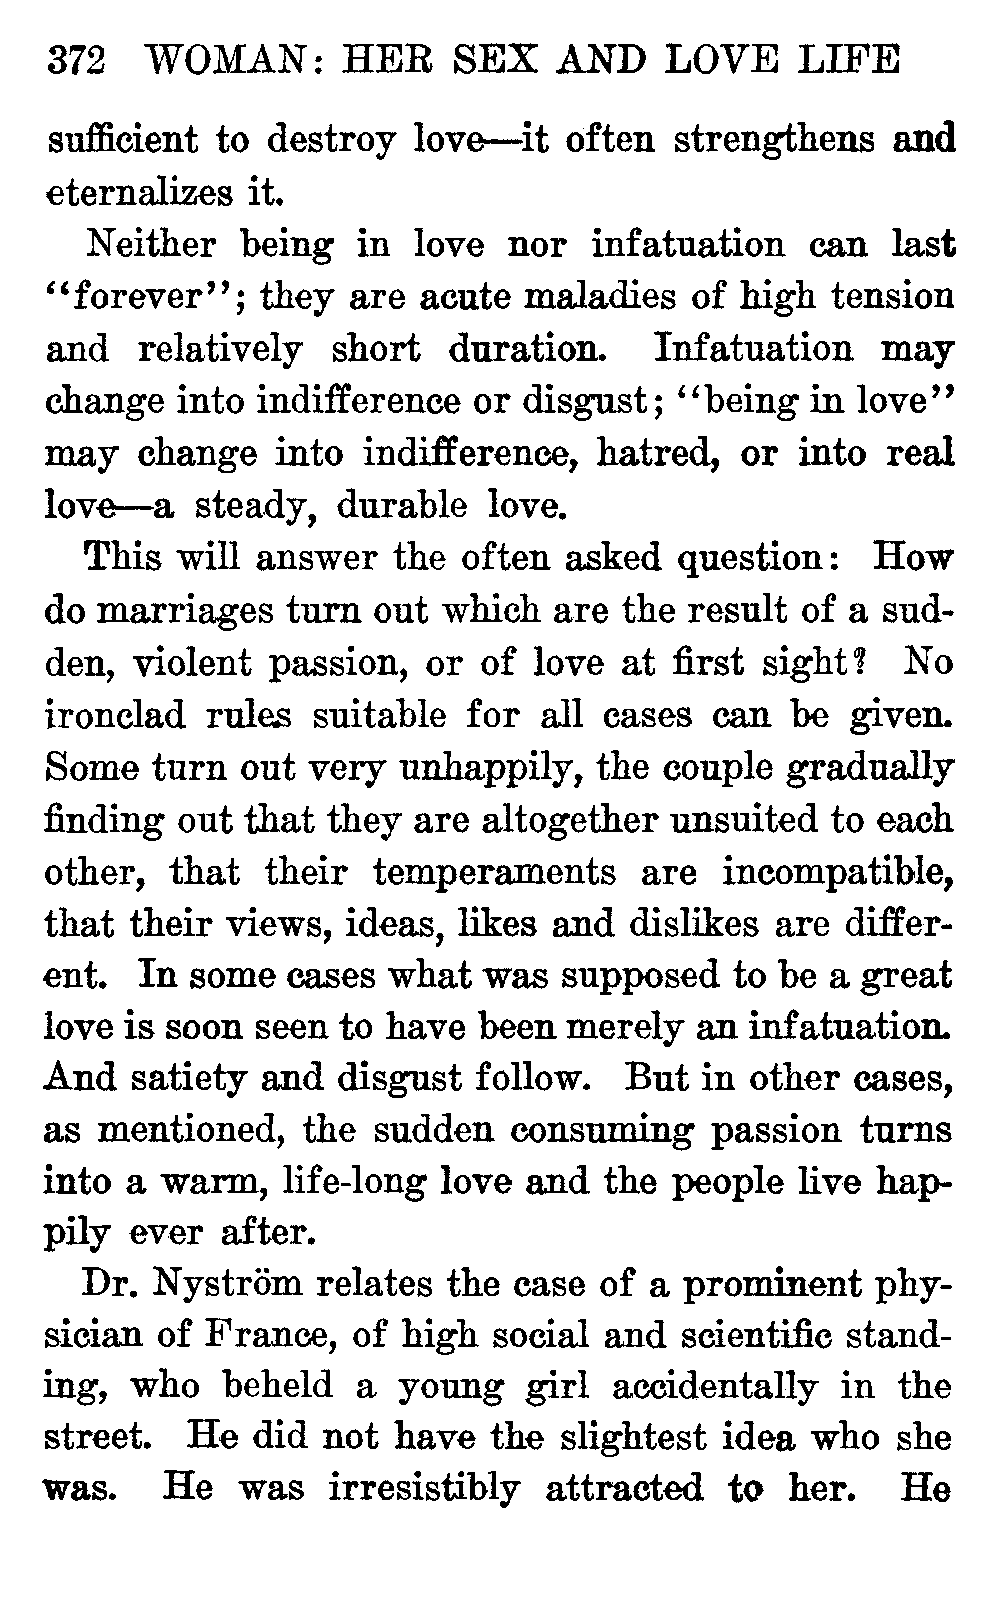 372 WOMAN: HER SEX AND LOVE LIFE
sufficient to destroy love—it often strengthens and
eternalizes it.
Neither being in love nor infatuation can last
“forever”; they are acute maladies of high tension
and relatively short duration. Infatuation may
change into indifference or disgust; “being in love”
may change into indifference, hatred, or into real
love—a steady, durable love.
This will answer the often asked question: How
do marriages turn out which are the result of a sud-
den, violent passion, or of love at first sight? No
ironclad rules suitable for all cases can be given.
Some turn out very unhappily, the couple gradually
finding out that they are altogether unsuited to each
other, that their temperaments are incompatible,
that their views, ideas, likes and dislikes are differ-
ent. In some cases what was supposed to be a great
love is soon seen to have been merely an infatuation.
And satiety and disgust follow. But in other cases,
as mentioned, the sudden consuming passion turns
into a warm, life-long love and the people live hap-
pily ever after.
Dr. Nyström relates the case of a prominent phy-
sician of France, of high social and scientific stand-
ing, who beheld a young girl accidentally in the
street. He did not have the slightest idea who she
was. He was irresistibly attracted to her. He